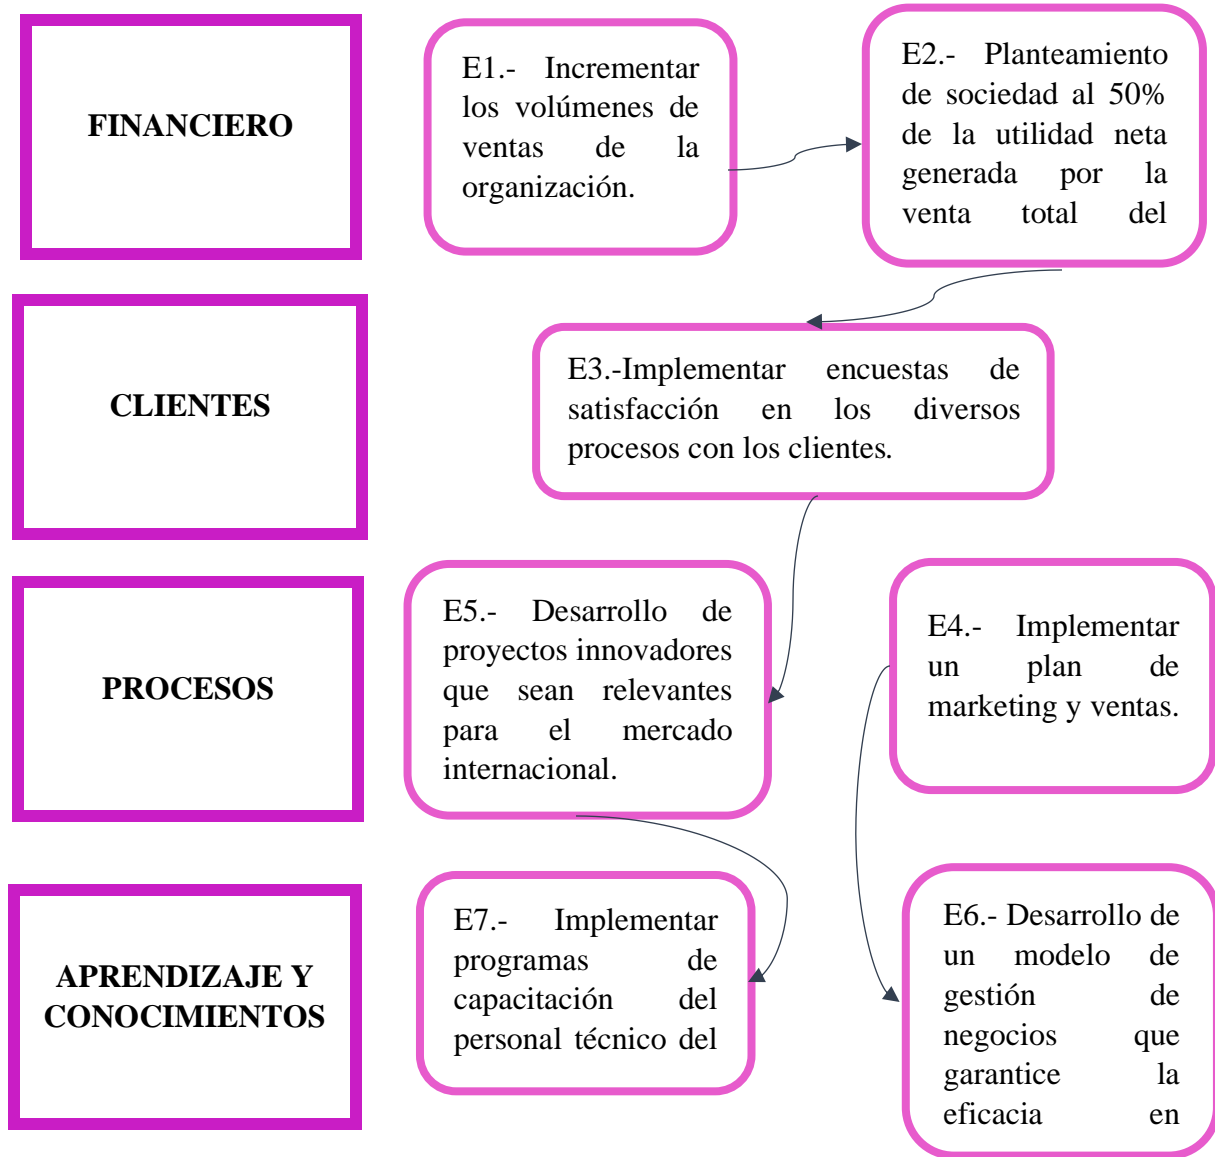 FINANCIERO
E1.- Incrementar
los volúmenes de
ventas de la
organización.
E2.- Planteamiento
de sociedad al 50%
de la utilidad neta
generada por la
venta total del
CLIENTES
E3.-Implementar encuestas de
satisfacción en los diversos
procesos con los clientes.
PROCESOS
E5.- Desarrollo de
proyectos innovadores
que sean relevantes
para el mercado
internacional.
E4.- Implementar
un plan de
marketing y ventas.
APRENDIZAJE Y
CONOCIMIENTOS
E7.- Implementar
programas de
capacitación del
personal técnico del
E6.- Desarrollo de
un modelo de
gestión de
negocios que
garantice la
eficacia en